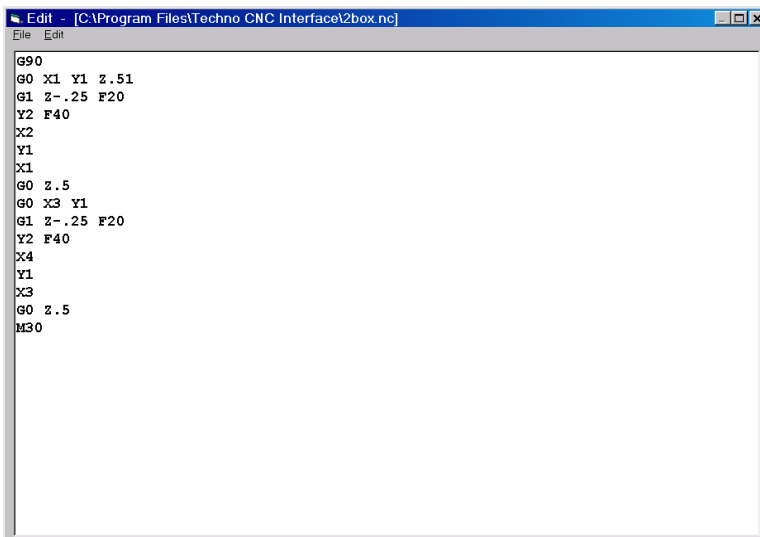 Edit - [C:\Program Files\Techno CNC Interface\2box.nc]
File Edit
G90
G0 X1 Y1 Z.51
G1 Z-.25 F20
Y2 F40
X2
Y1
X1
G0 Z.5
G0 X3 Y1
G1 Z-.25 F20
Y2 F40
X4
Y1
X3
G0 Z.5
M30